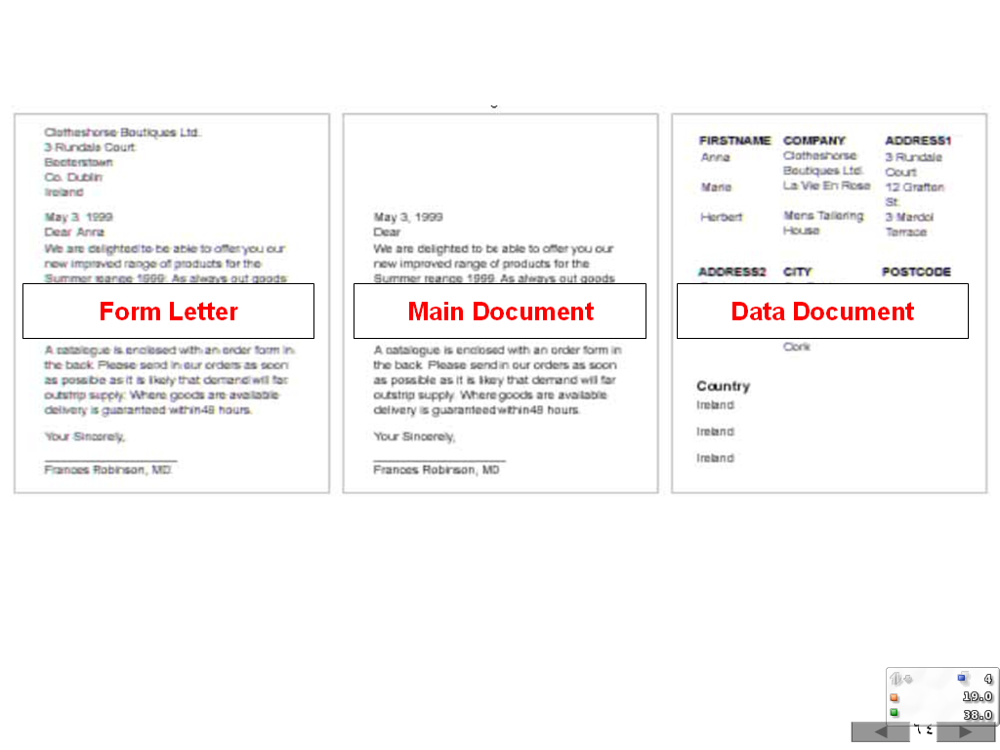 Clotheshorse Boutiques Ltd.
3 Rundale Court
Booterstown
Co. Dublin
Ireland
May 3, 1999
Dear Anna
We are delighted to be able to offer you our
new improved range of products for the
Summer reange 1999. As always out goods
Form Letter
A catalogue is enclosed with an order form in
the back. Please send in our orders as soon
as possible as it is likely that demand will far
outstrip supply. Where goods are available
delivery is guaranteed within48 hours.
Your Sincerely,
Frances Robinson, MD
May 3, 1999
Dear
We are delighted to be able to offer you our
new improved range of products for the
Summer reange 1999. As always out goods
Main Document
A catalogue is enclosed with an order form in
the back. Please send in our orders as soon
as possible as it is likey that demand will far
outstrip supply. Where goods are available
delivery is guaranteed within48 hours.
Your Sincerely,
Frances Robinson, MD
FIRSTNAME COMPANY ADDRESS1
Anna Clotheshorse 3 Rundale
Boutiques Ltd. Court
Marie La Vie En Rose 12 Grafton
St.
Herbert Mens Tailoring 3 Mardol
House Terrace
ADDRESS2 CITY POSTCODE
Data Document
Cork
Country
Ireland
Ireland
Ireland
4
19.0
38.0
٦٤